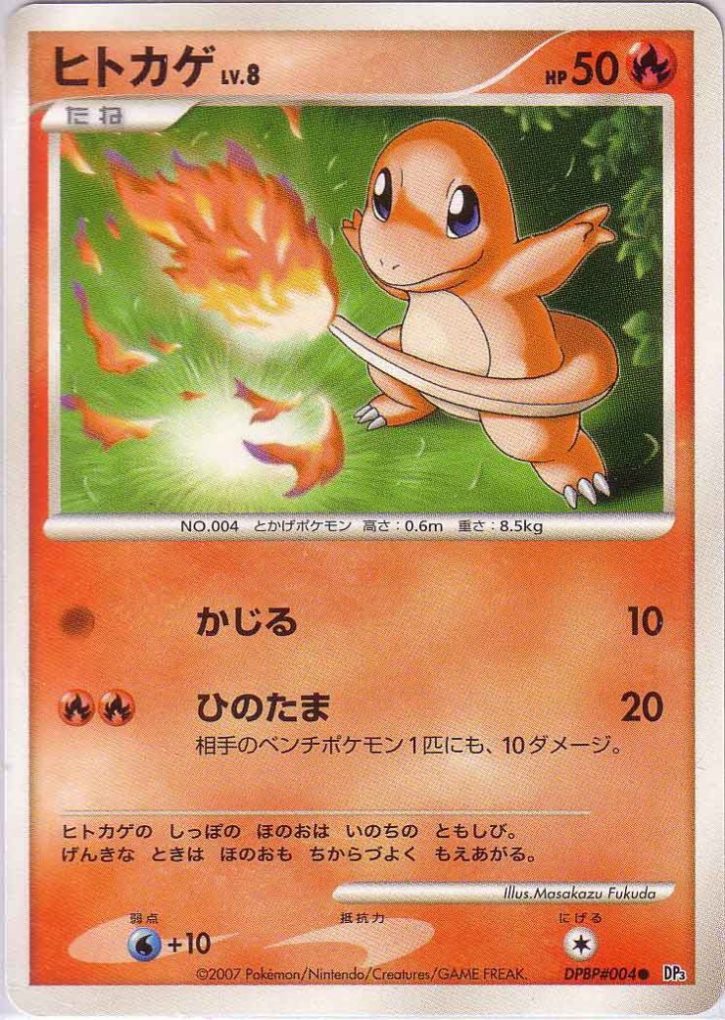 ヒトカゲ LV.8 HP 50
たね
NO.004 とかげポケモン 高さ：0.6m 重さ：8.5kg
かじる 10
ひのたま 20
相手のベンチポケモン1匹にも、10ダメージ。
ヒトカゲの しっぽの ほのおは いのちの ともしび。
げんきな ときは ほのおも ちからづよく もえあがる。
Illus.Masakazu Fukuda
弱点 抵抗力 にげる
+10
©2007 Pokémon/Nintendo/Creatures/GAME FREAK. DPBP#004● DP3